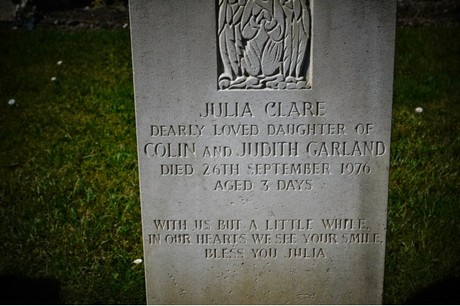 JULIA CLARE
DEARLY LOVED DAUGHTER OF
COLIN AND JUDITH GARLAND
DIED 26TH SEPTEMBER 1976
AGED 3 DAYS
WITH US BUT A LITTLE WHILE,
IN OUR HEARTS WE SEE YOUR SMILE,
BLESS YOU JULIA